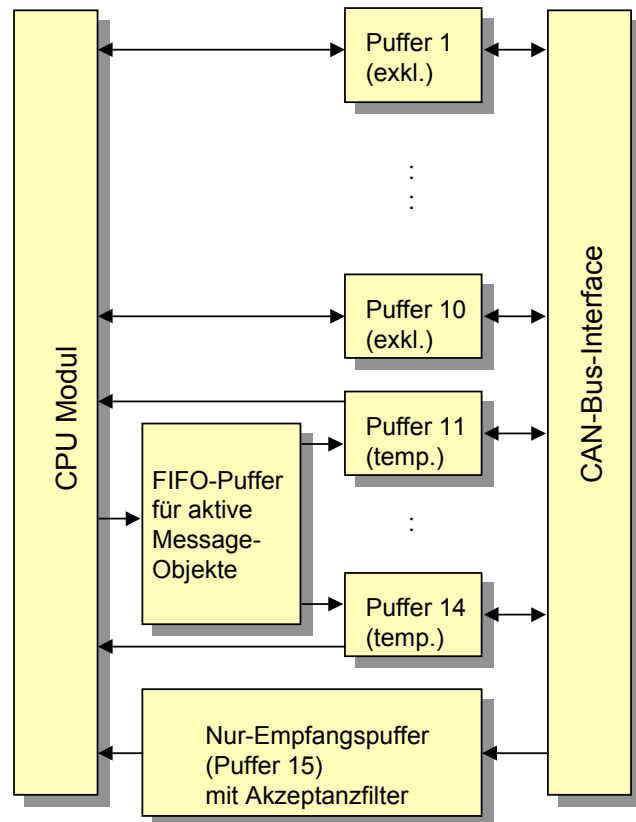 CPU Modul
Puffer 1
(exkl.)
:
:
Puffer 10
(exkl.)
Puffer 11
(temp.)
FIFO-Puffer
für aktive
Message-
Objekte
:
Puffer 14
(temp.)
Nur-Empfangspuffer
(Puffer 15)
mit Akzeptanzfilter
CAN-Bus-Interface